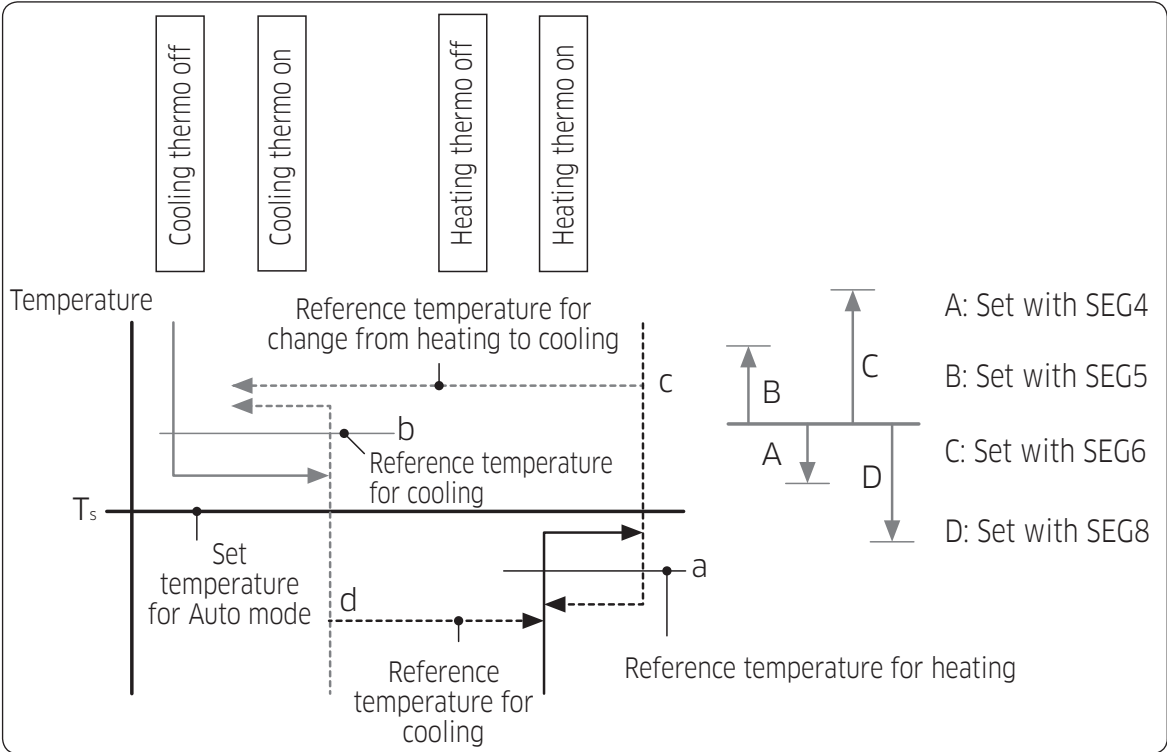 Cooling thermo off
Cooling thermo on
Heating thermo off
Heating thermo on
Temperature
Reference temperature for
change from heating to cooling
c
b
Reference temperature
for cooling
Ts
Set
temperature
for Auto mode
a
d
Reference
temperature for
cooling
Reference temperature for heating
B
A
C
D
A: Set with SEG4
B: Set with SEG5
C: Set with SEG6
D: Set with SEG8